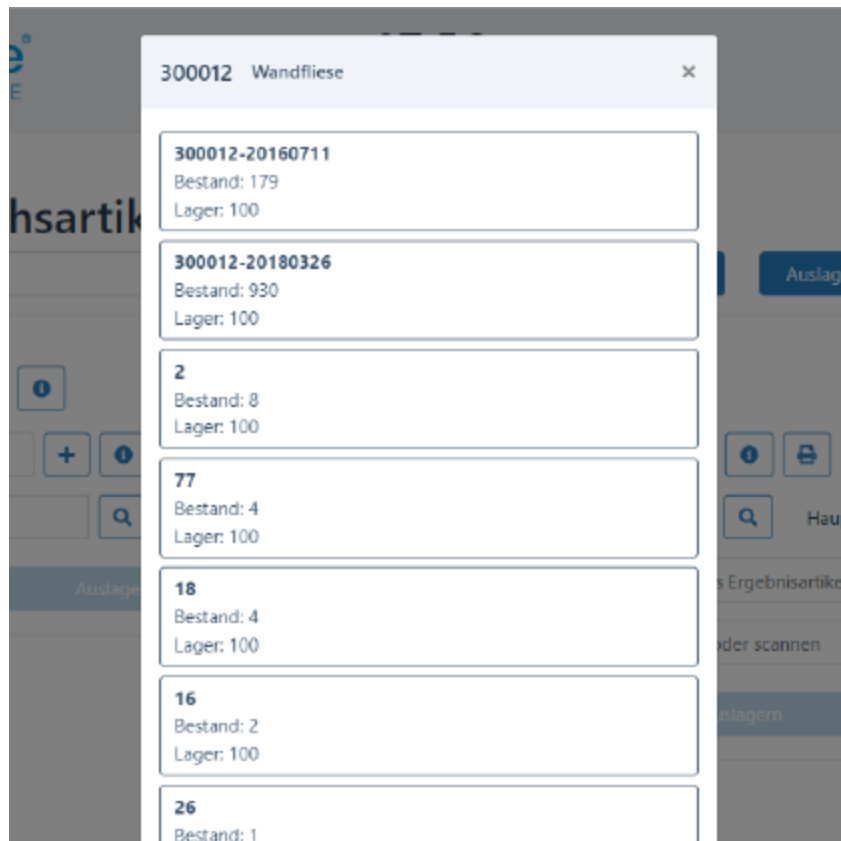 300012 Wandfliese ×
300012-20160711
Bestand: 179
Lager: 100
300012-20180326
Bestand: 930
Lager: 100
2
Bestand: 8
Lager: 100
77
Bestand: 4
Lager: 100
18
Bestand: 4
Lager: 100
16
Bestand: 2
Lager: 100
26
Bestand: 1
e
E
hsartik
Auslag
Hau
Auslage
s Ergebnisartike
oder scannen
uslagern